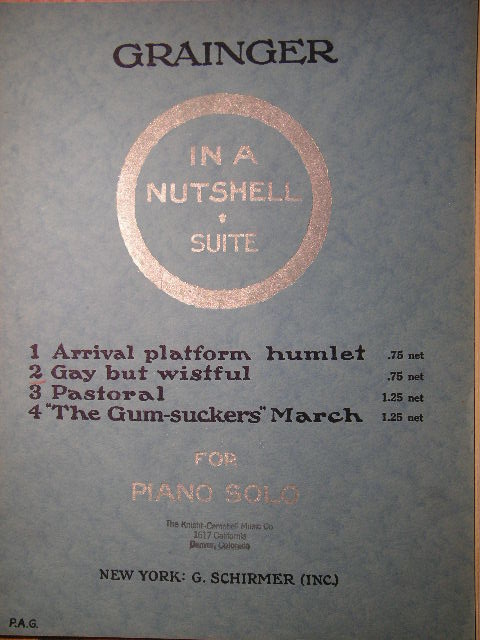 GRAINGER
IN A
NUTSHELL
SUITE
1 Arrival platform humlet .75 net
2 Gay but wistful .75 net
3 Pastoral 1.25 net
4 "The Gum-suckers" March 1.25 net
FOR
PIANO SOLO
The Knight-Campbell Music Co
1617 California
Denver, Colorado
NEW YORK: G. SCHIRMER (INC.)
P.A.G.